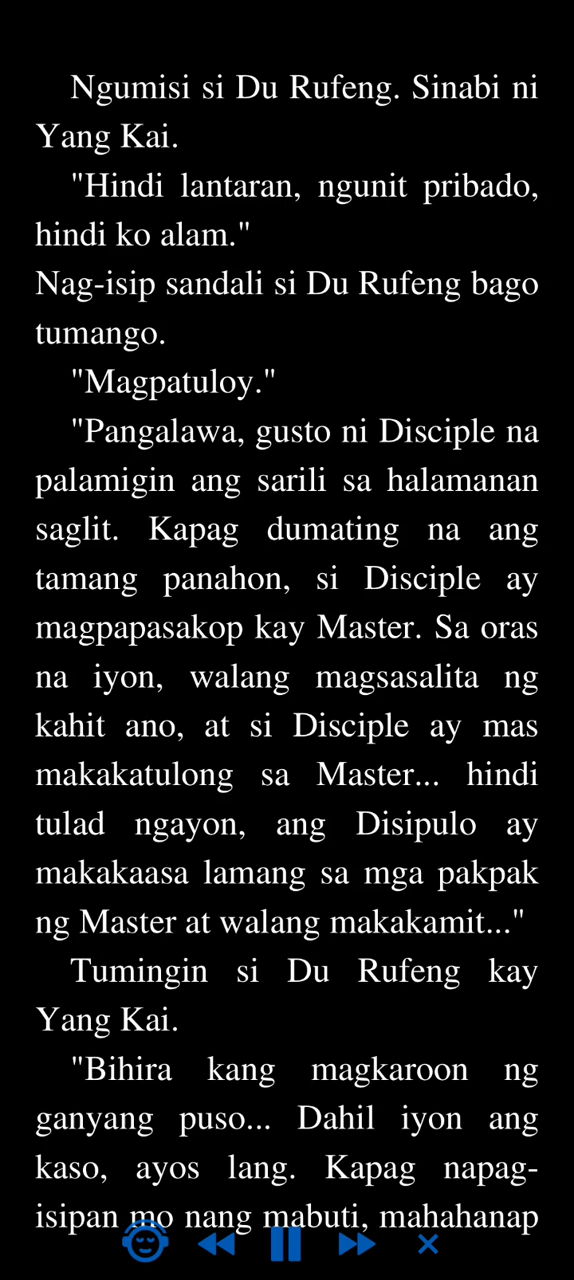 Ngumisi si Du Rufeng. Sinabi ni
Yang Kai.
"Hindi lantaran, ngunit pribado,
hindi ko alam."
Nag-isip sandali si Du Rufeng bago
tumango.
"Magpatuloy."
"Pangalawa, gusto ni Disciple na
palamigin ang sarili sa halamanan
saglit. Kapag dumating na ang
tamang panahon, si Disciple ay
magpapasakop kay Master. Sa oras
na iyon, walang magsasalita ng
kahit ano, at si Disciple ay mas
makakatulong sa Master... hindi
tulad ngayon, ang Disipulo ay
makakaasa lamang sa mga pakpak
ng Master at walang makakamit..."
Tumingin si Du Rufeng kay
Yang Kai.
"Bihira kang magkaroon ng
ganyang puso... Dahil iyon ang
kaso, ayos lang. Kapag napag-
isipan mo nang mabuti, mahahanap